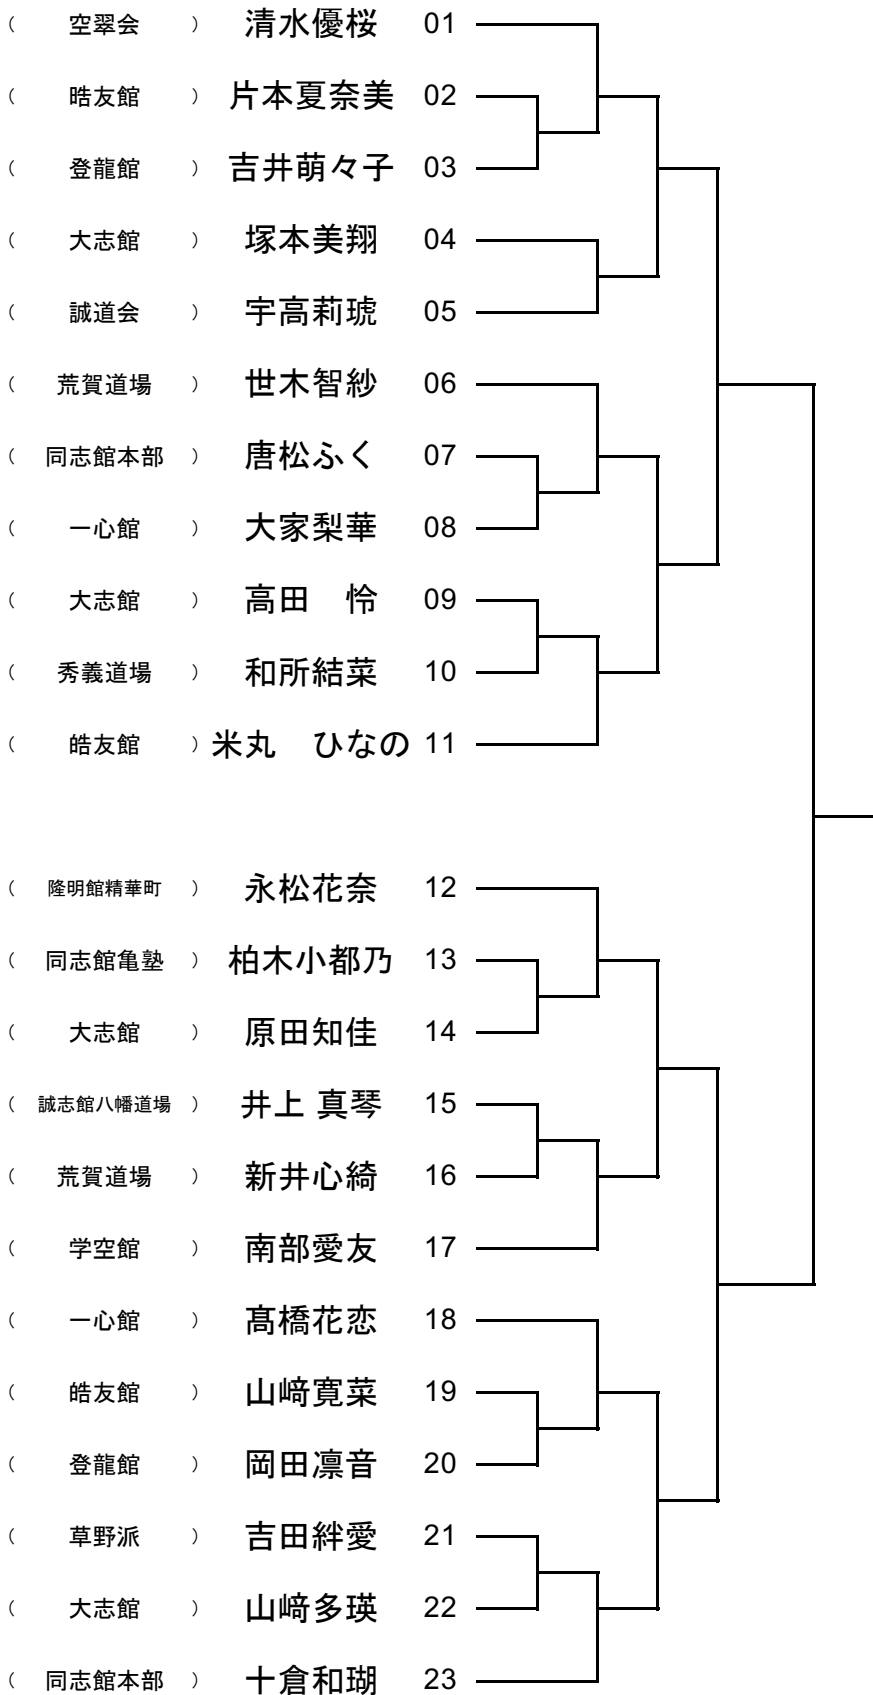 （ 空翠会 ） 清水優桜 01
（ 晧友館 ） 片本夏奈美 02
（ 登龍館 ） 吉井萌々子 03
（ 大志館 ） 塚本美翔 04
（ 誠道会 ） 宇高莉琥 05
（ 荒賀道場 ） 世木智紗 06
（ 同志館本部 ） 唐松ふく 07
（ 一心館 ） 大家梨華 08
（ 大志館 ） 高田　怜 09
（ 秀義道場 ） 和所結菜 10
（ 皓友館 ） 米丸　ひなの 11
（ 隆明館精華町 ） 永松花奈 12
（ 同志館亀塾 ） 柏木小都乃 13
（ 大志館 ） 原田知佳 14
（ 誠志館八幡道場 ） 井上 真琴 15
（ 荒賀道場 ） 新井心綺 16
（ 学空館 ） 南部愛友 17
（ 一心館 ） 髙橋花恋 18
（ 皓友館 ） 山﨑寛菜 19
（ 登龍館 ） 岡田凛音 20
（ 草野派 ） 吉田絆愛 21
（ 大志館 ） 山﨑多瑛 22
（ 同志館本部 ） 十倉和瑚 23